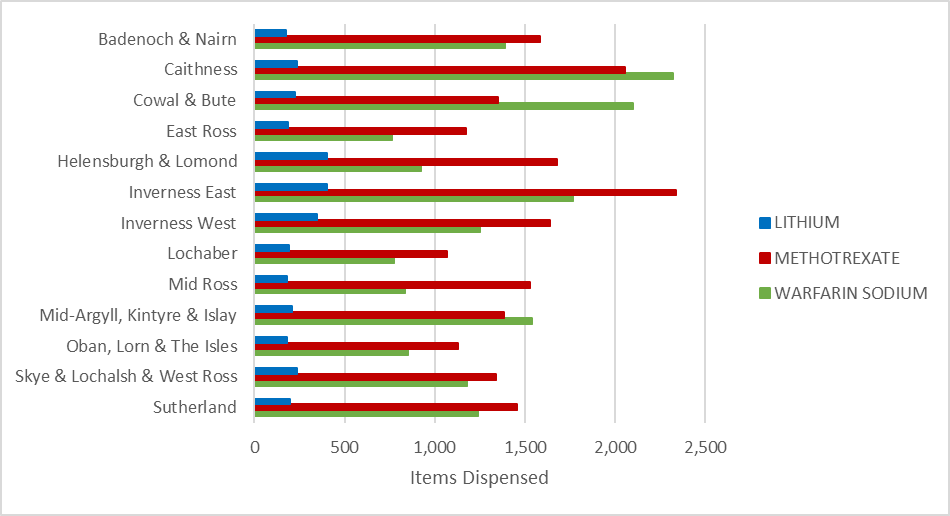 Badenoch & Nairn
Caithness
Cowal & Bute
East Ross
Helensburgh & Lomond
Inverness East
Inverness West
Lochaber
Mid Ross
Mid-Argyll, Kintyre & Islay
Oban, Lorn & The Isles
Skye & Lochalsh & West Ross
Sutherland
0 500 1,000 1,500 2,000 2,500
Items Dispensed
LITHIUM
METHOTREXATE
WARFARIN SODIUM